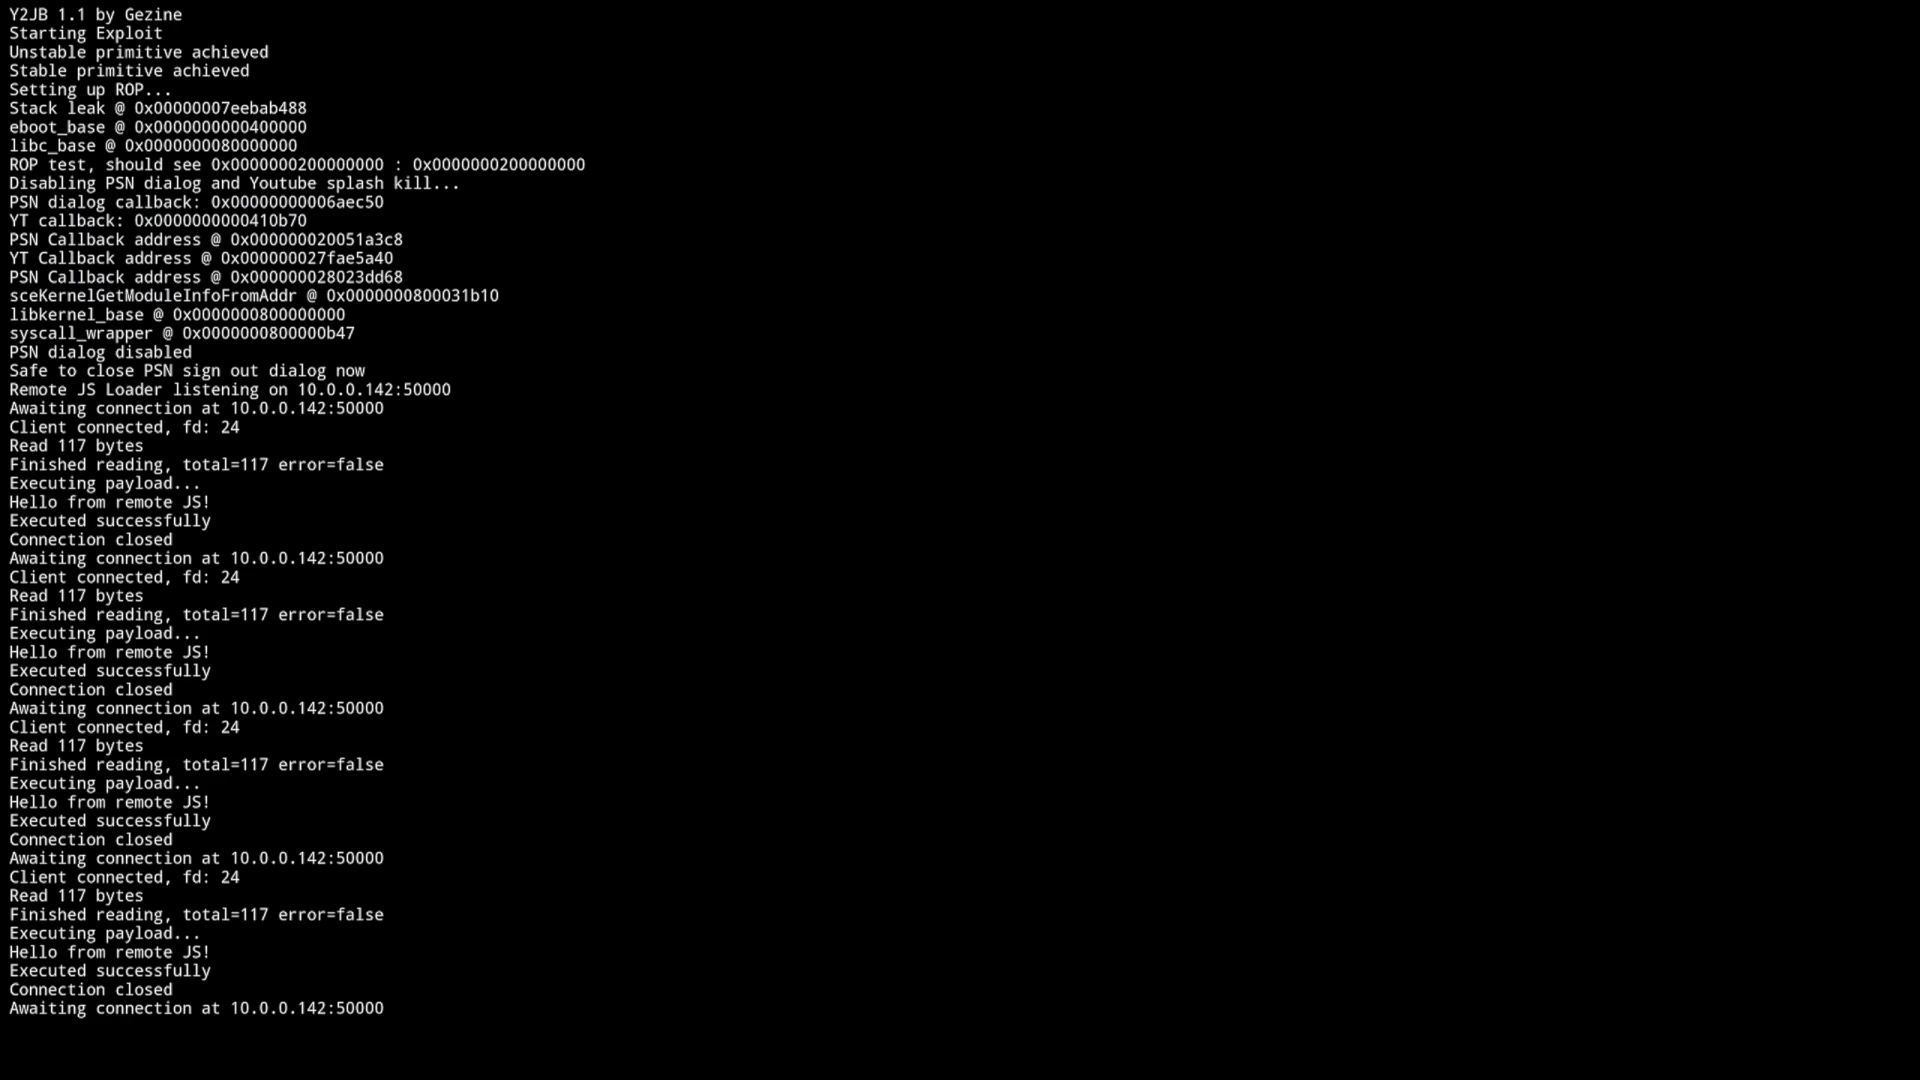 Y2JB 1.1 by Gezine
Starting Exploit
Unstable primitive achieved
Stable primitive achieved
Setting up ROP...
Stack leak @ 0x00000007eebab488
eboot_base @ 0x0000000000400000
libc_base @ 0x0000000080000000
ROP test, should see 0x0000000200000000 : 0x0000000200000000
Disabling PSN dialog and Youtube splash kill...
PSN dialog callback: 0x00000000006aec50
YT callback: 0x0000000000410b70
PSN Callback address @ 0x000000020051a3c8
YT Callback address @ 0x000000027fae5a40
PSN Callback address @ 0x000000028023dd68
sceKernelGetModuleInfoFromAddr @ 0x0000000800031b10
libkernel_base @ 0x0000000800000000
syscall_wrapper @ 0x0000000800000b47
PSN dialog disabled
Safe to close PSN sign out dialog now
Remote JS Loader listening on 10.0.0.142:50000
Awaiting connection at 10.0.0.142:50000
Client connected, fd: 24
Read 117 bytes
Finished reading, total=117 error=false
Executing payload...
Hello from remote JS!
Executed successfully
Connection closed
Awaiting connection at 10.0.0.142:50000
Client connected, fd: 24
Read 117 bytes
Finished reading, total=117 error=false
Executing payload...
Hello from remote JS!
Executed successfully
Connection closed
Awaiting connection at 10.0.0.142:50000
Client connected, fd: 24
Read 117 bytes
Finished reading, total=117 error=false
Executing payload...
Hello from remote JS!
Executed successfully
Connection closed
Awaiting connection at 10.0.0.142:50000
Client connected, fd: 24
Read 117 bytes
Finished reading, total=117 error=false
Executing payload...
Hello from remote JS!
Executed successfully
Connection closed
Awaiting connection at 10.0.0.142:50000